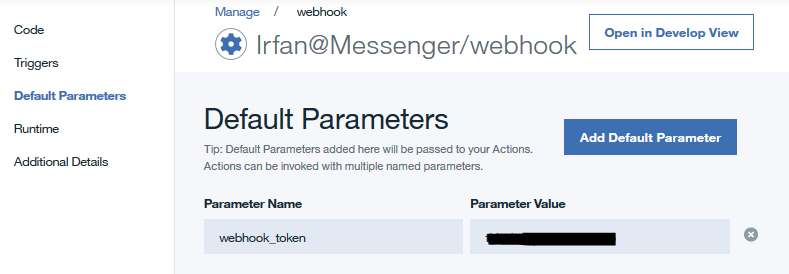 Code
Triggers
Default Parameters
Runtime
Additional Details
Manage / webhook
Irfan@Messenger/webhook
Open in Develop View
Default Parameters
Tip: Default Parameters added here will be passed to your Actions.
Actions can be invoked with multiple named parameters.
Add Default Parameter
Parameter Name Parameter Value
webhook_token